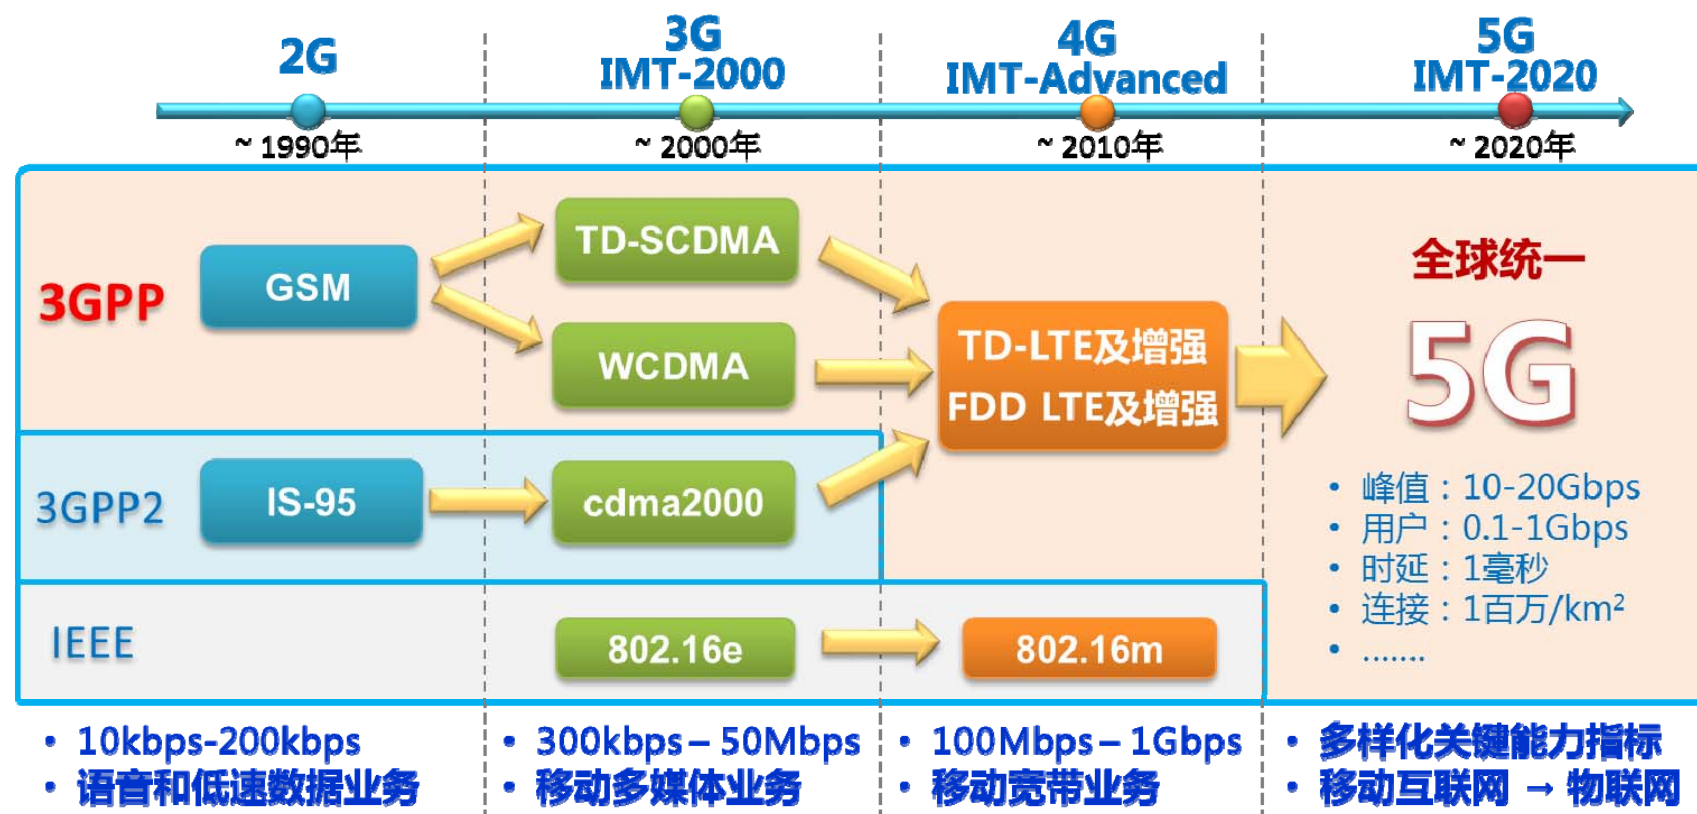 2G
3G
IMT-2000
4G
IMT-Advanced
5G
IMT-2020
~ 1990年
~ 2000年
~ 2010年
~ 2020年
3GPP
GSM
TD-SCDMA
WCDMA
TD-LTE及增强
FDD LTE及增强
全球统一
5G
3GPP2
IS-95
cdma2000
IEEE
802.16e
802.16m
• 峰值：10-20Gbps
• 用户：0.1-1Gbps
• 时延：1毫秒
• 连接：1百万/km²
• .......
• 10kbps-200kbps
• 语音和低速数据业务
• 300kbps – 50Mbps
• 移动多媒体业务
• 100Mbps – 1Gbps
• 移动宽带业务
• 多样化关键能力指标
• 移动互联网 → 物联网